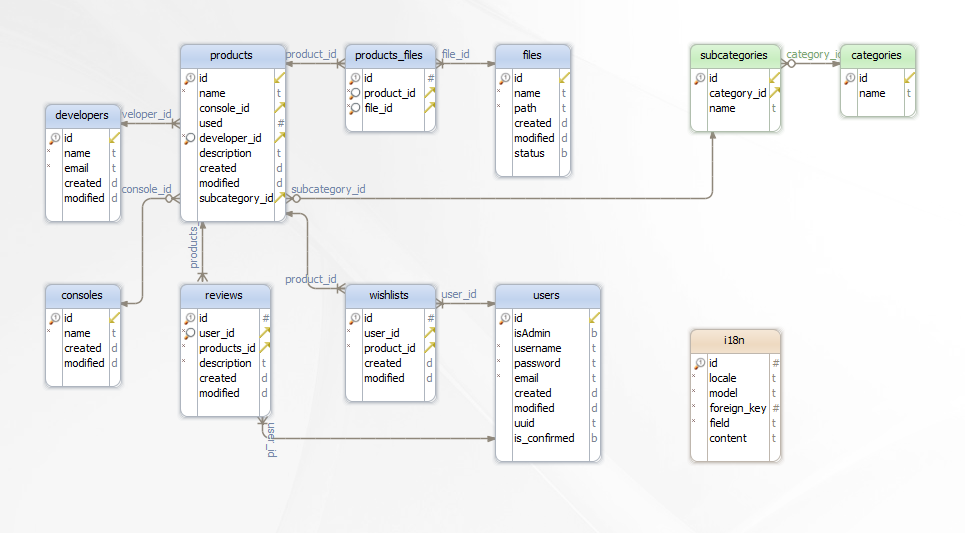 products
id
name t
console_id
used #
developer_id
description t
created d
modified d
subcategory_id
product_id
products_files
id #
product_id
file_id
file_id
files
id
name t
path t
created d
modified d
status b
subcategories
id
category_id
name t
categories
id
name t
developers
id
name t
email t
created d
modified d
console_id
subcategory_id
products
product_id
user_id
user_id
consoles
id
name t
created d
modified d
reviews
id #
user_id
products_id
description t
created d
modified d
wishlists
id #
user_id
product_id
created d
modified d
users
id
isAdmin b
username t
password t
email t
created d
modified d
uuid t
is_confirmed b
i18n
id #
locale t
model t
foreign_key #
field t
content t